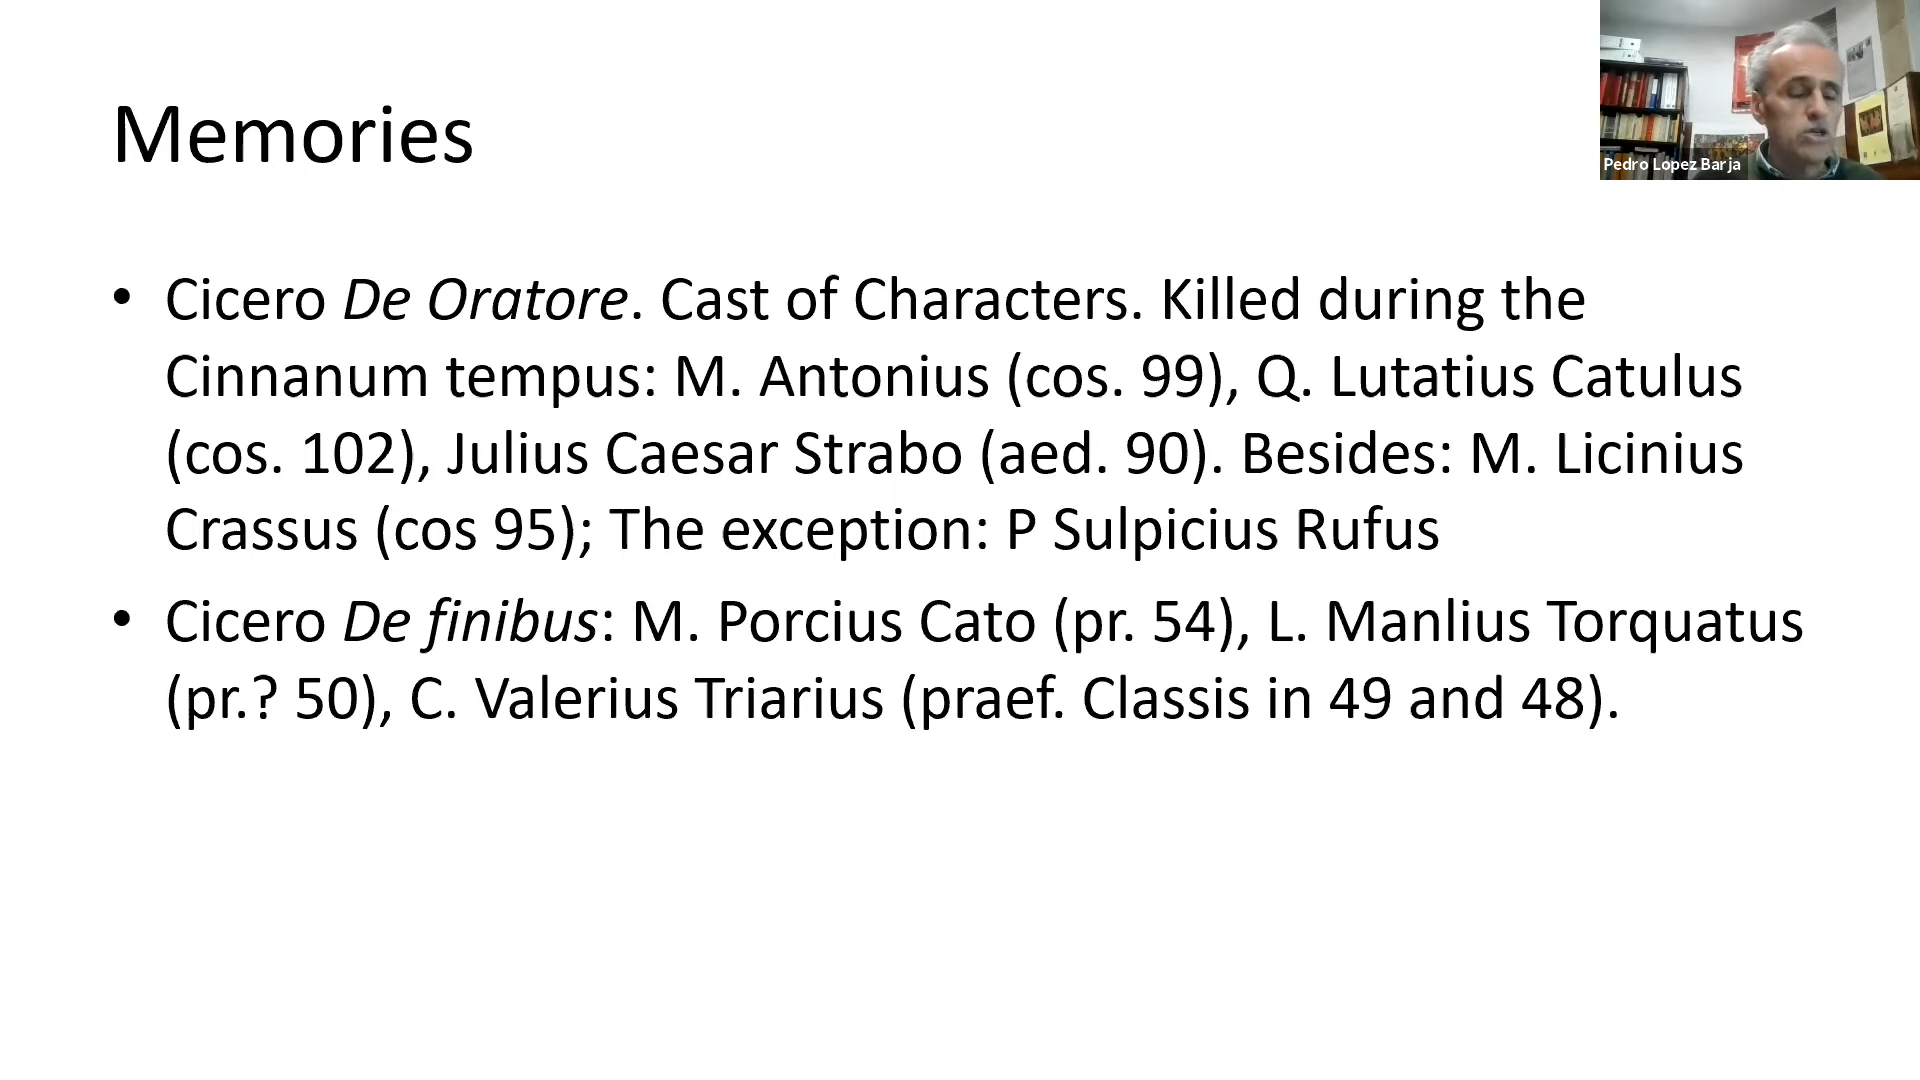 Memories
Pedro Lopez Barja
• Cicero De Oratore. Cast of Characters. Killed during the
Cinnanum tempus: M. Antonius (cos. 99), Q. Lutatius Catulus
(cos. 102), Julius Caesar Strabo (aed. 90). Besides: M. Licinius
Crassus (cos 95); The exception: P Sulpicius Rufus
• Cicero De finibus: M. Porcius Cato (pr. 54), L. Manlius Torquatus
(pr.? 50), C. Valerius Triarius (praef. Classis in 49 and 48).